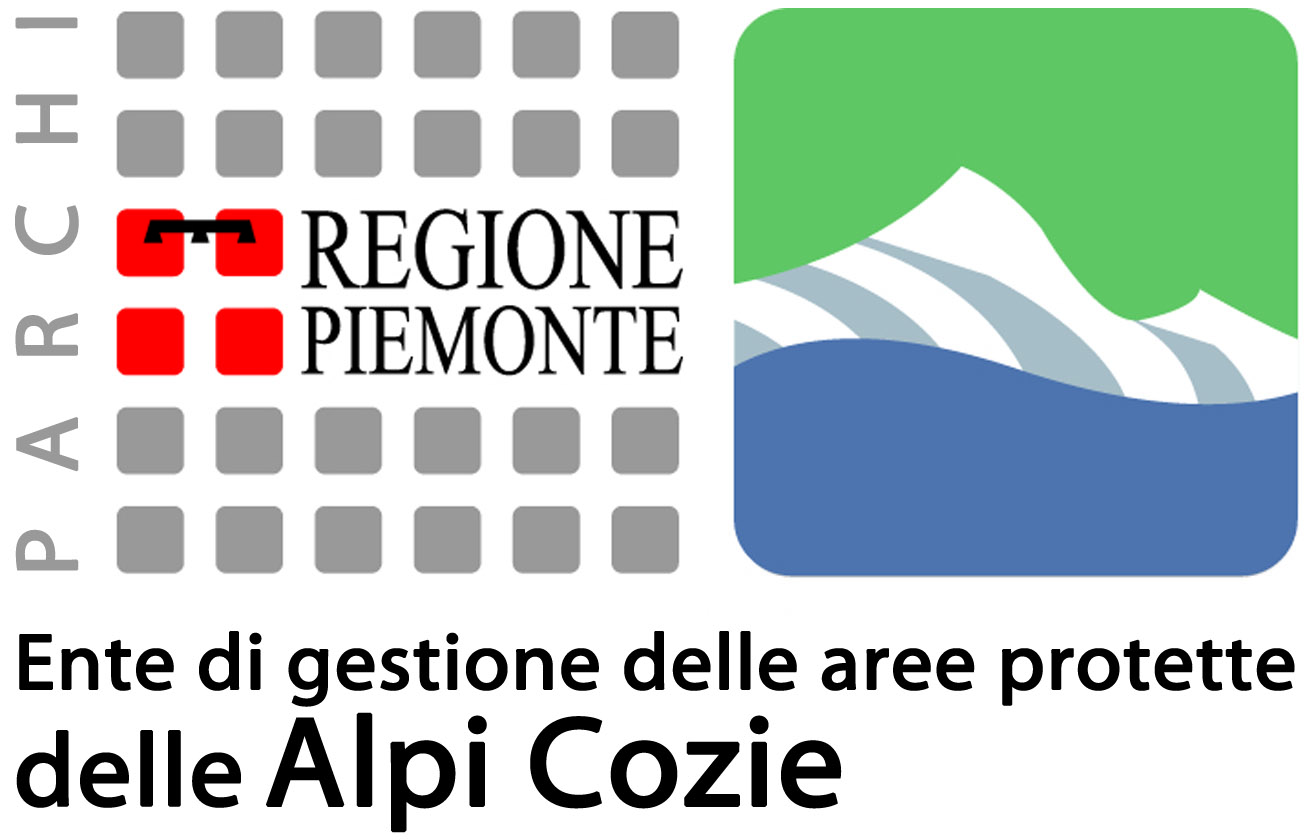 PARCHI
REGIONE
PIEMONTE
Ente di gestione delle aree protette
delle Alpi Cozie